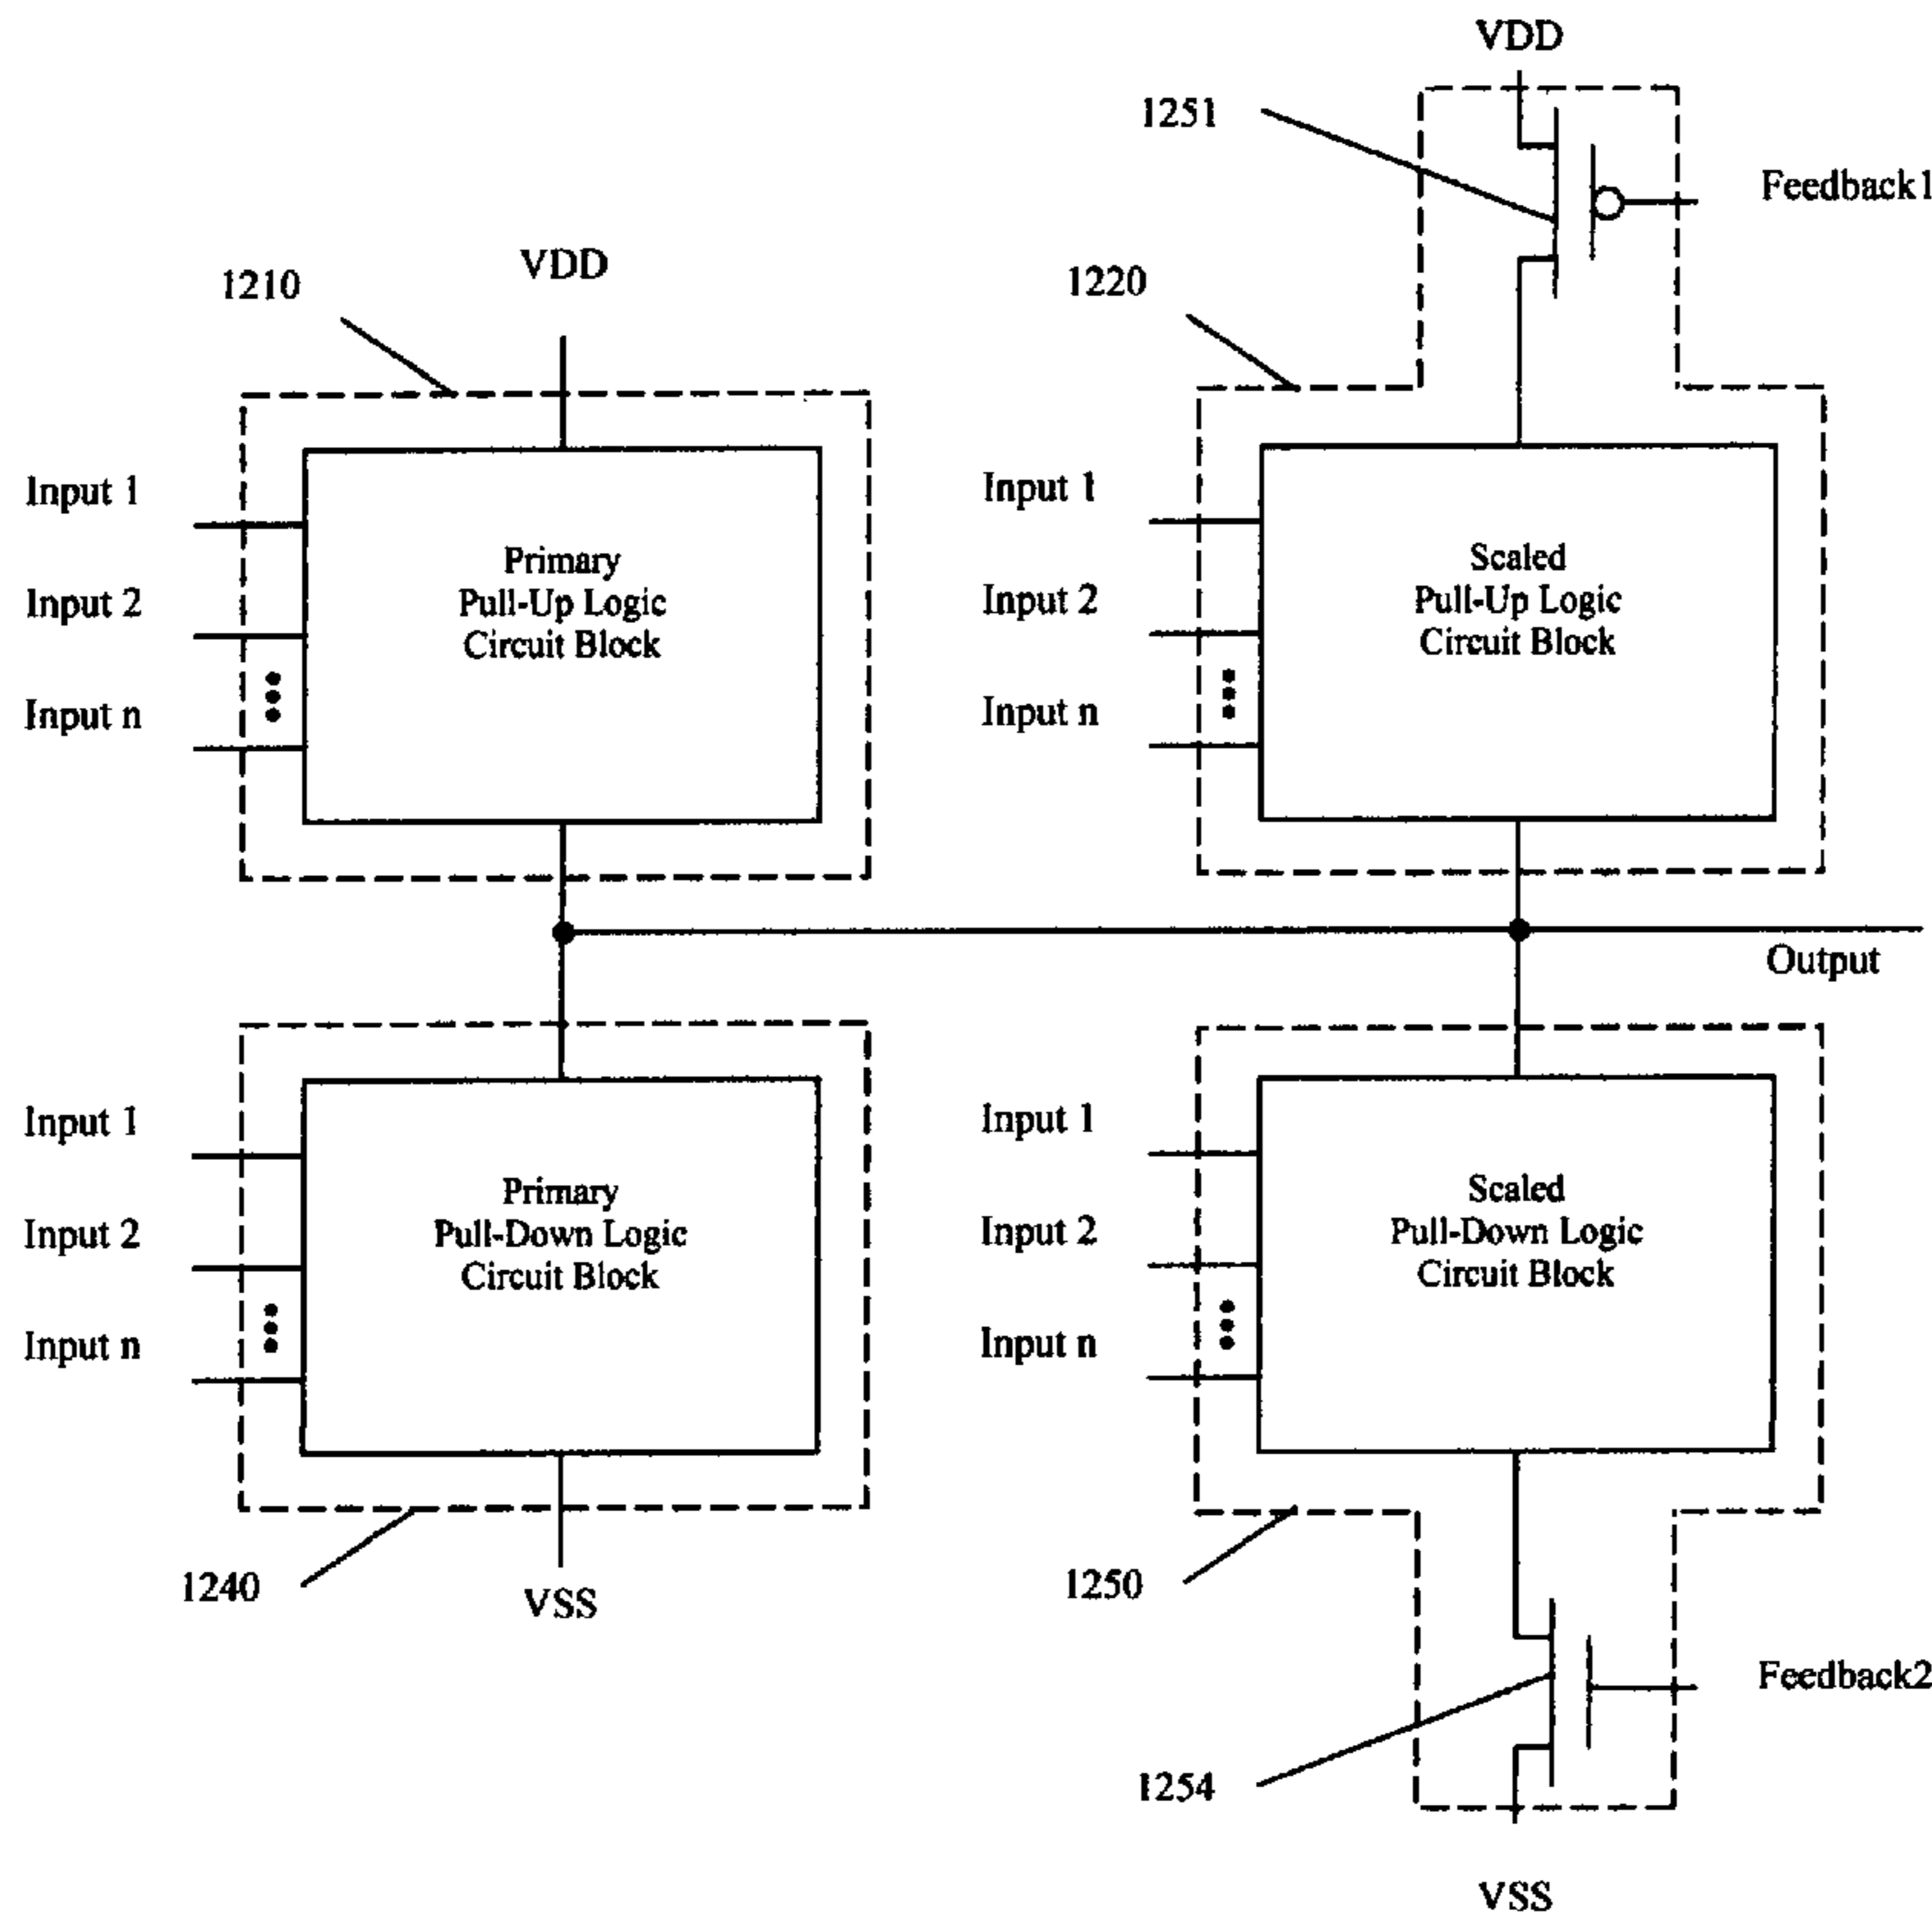 VDD
1251
Feedback1
1210
VDD
1220
Input 1
Input 2
Input n
Primary
Pull-Up Logic
Circuit Block
Input 1
Input 2
Input n
Scaled
Pull-Up Logic
Circuit Block
Output
Input 1
Input 2
Input n
Primary
Pull-Down Logic
Circuit Block
Input 1
Input 2
Input n
Scaled
Pull-Down Logic
Circuit Block
1240
VSS
1250
Feedback2
1254
VSS